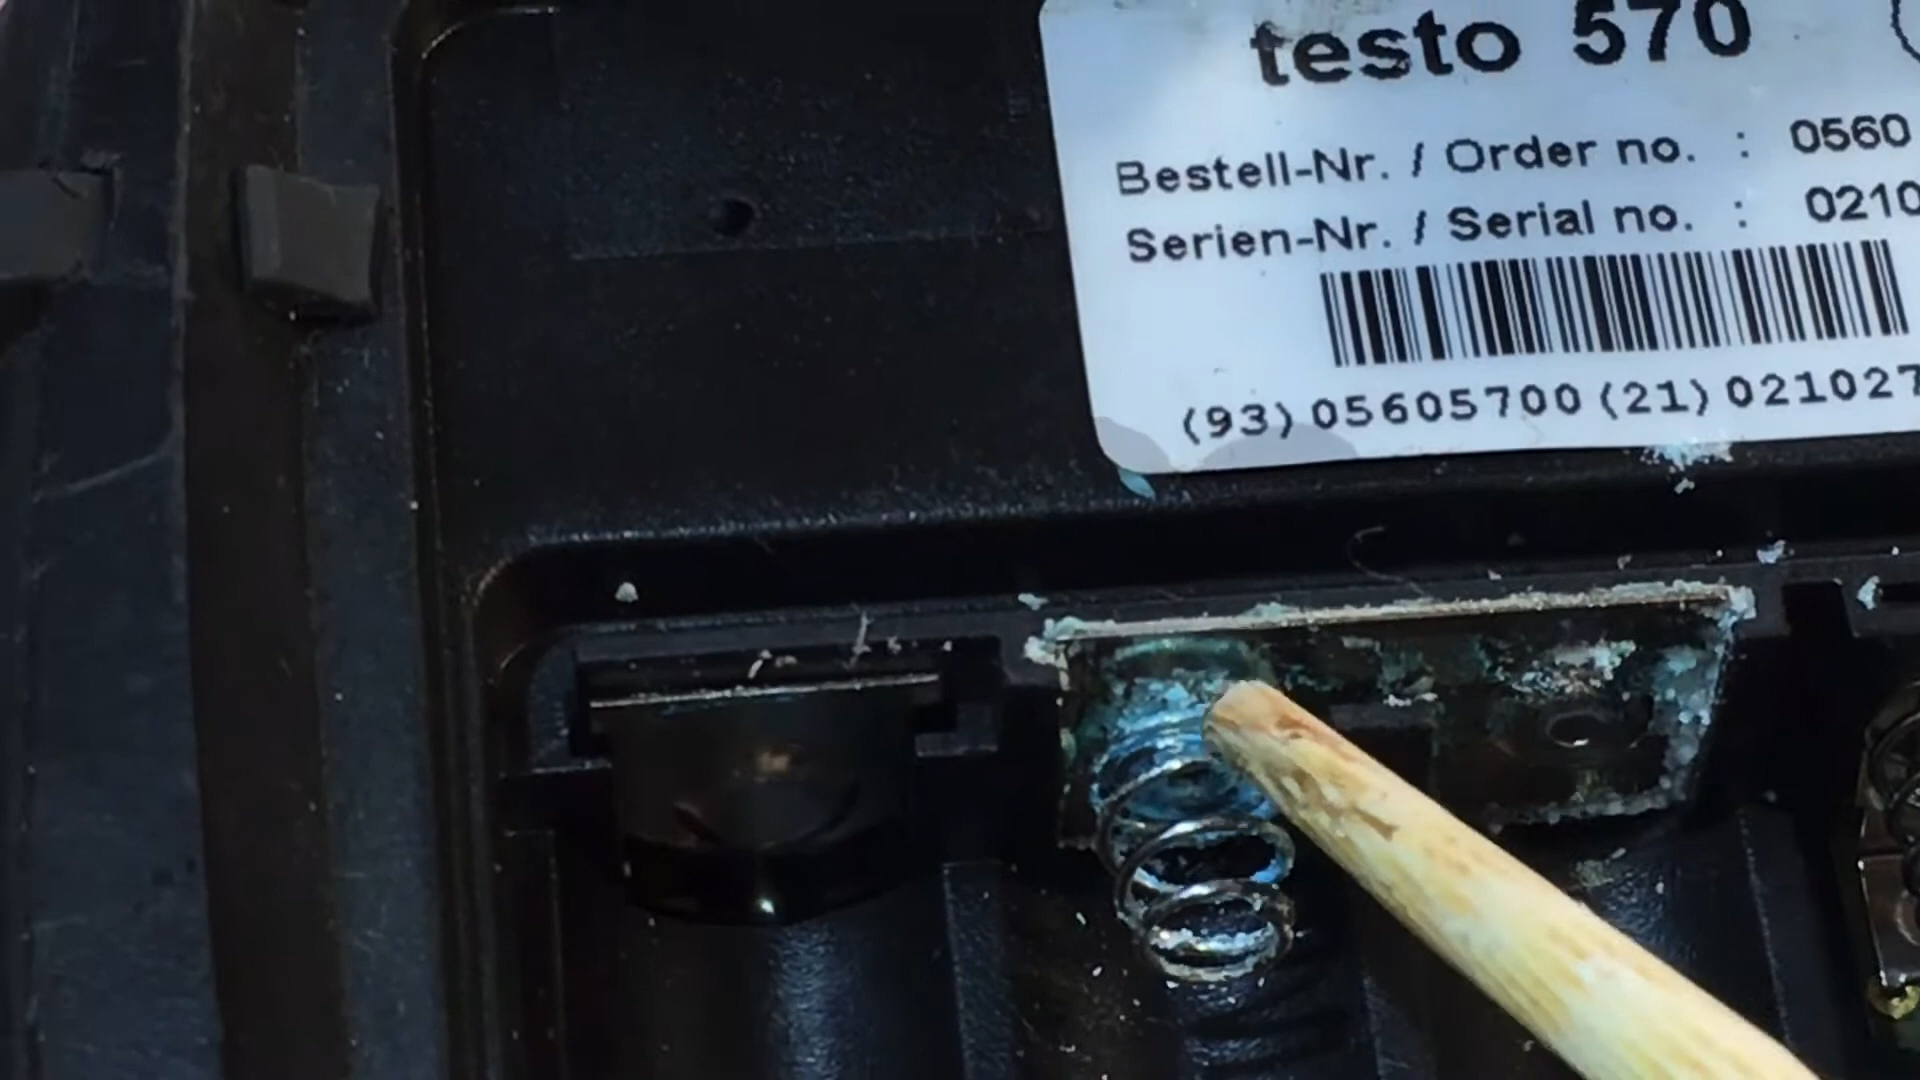 testo 570
Bestell-Nr. / Order no. : 0560
Serien-Nr. / Serial no. : 0210
(93) 05605700 (21) 021027